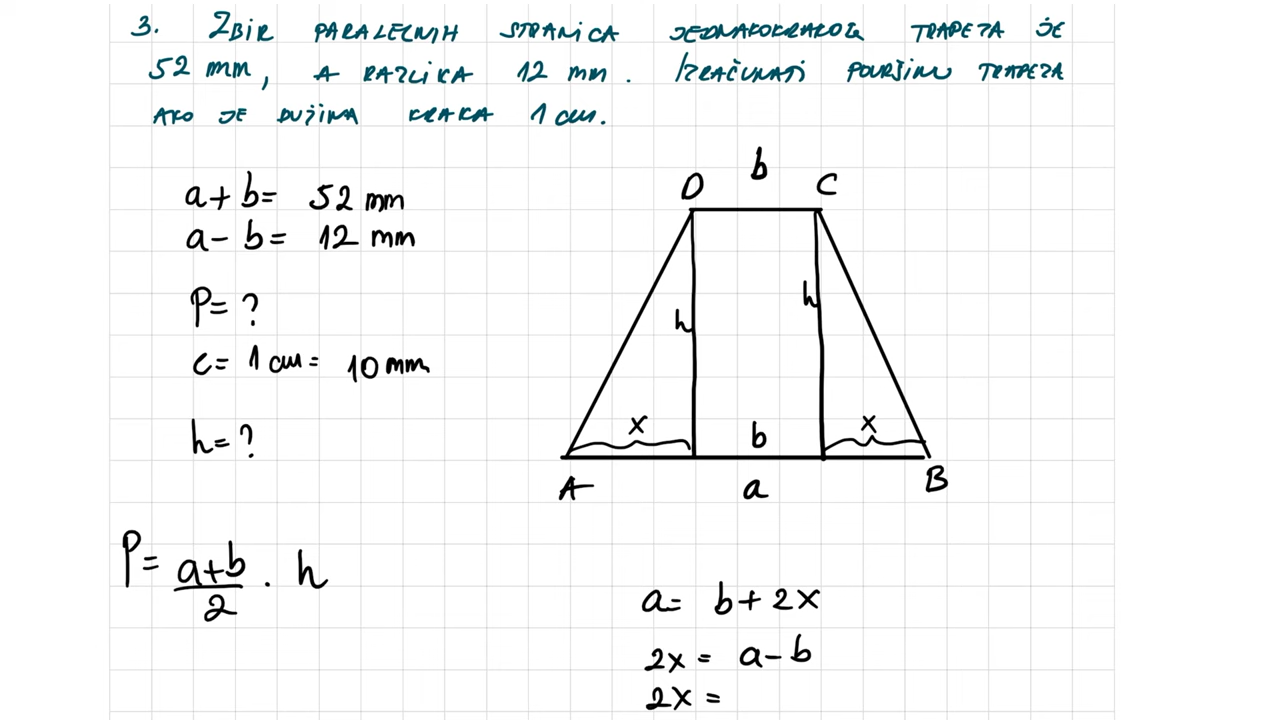 3. ZBIR PARALELNIH STRANICA JEDNAKOKRAKOG TRAPEZA JE
52 mm, A RAZLIKA 12 mm. IZRAČUNATI POVRŠINU TRAPEZA
AKO JE DUŽINA KRAKA 1 cm.
a + b = 52 mm
a - b = 12 mm
P = ?
c = 1 cm = 10 mm
h = ?
P = a+b/2 · h
b
D C
h h
x b x
A a B
a = b + 2x
2x = a - b
2x =